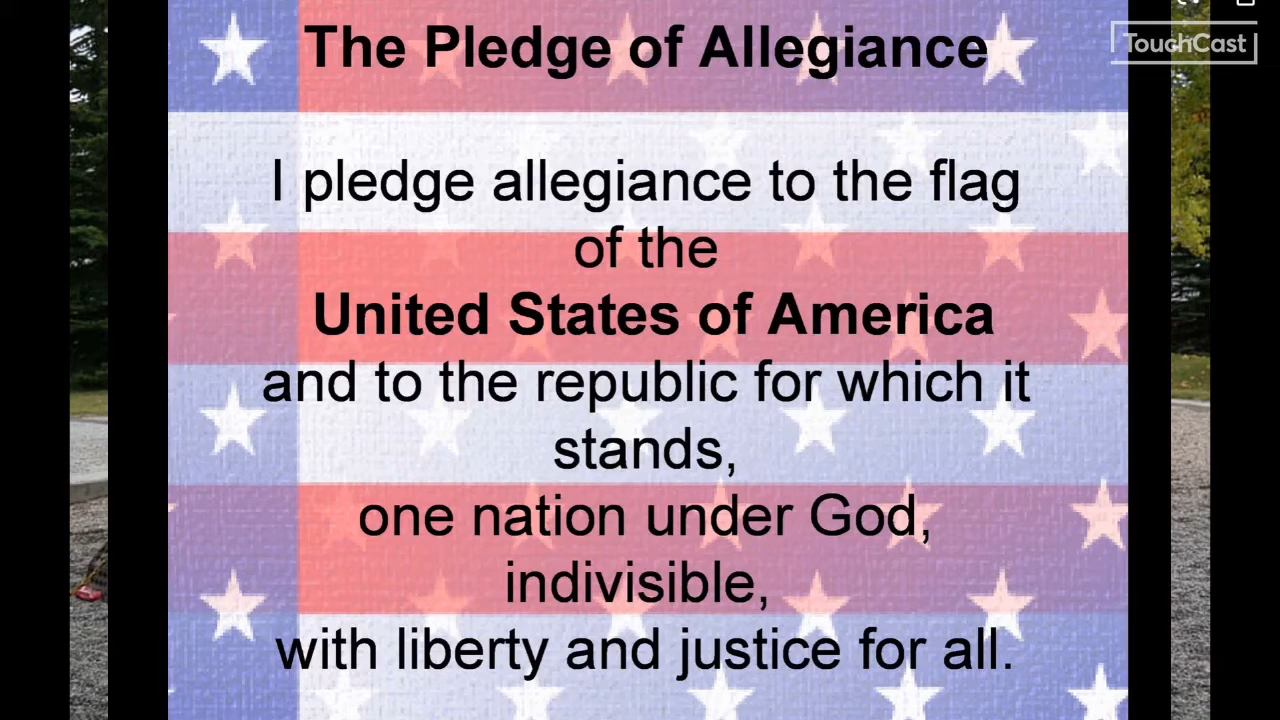 The Pledge of Allegiance
TouchCast
I pledge allegiance to the flag
of the
United States of America
and to the republic for which it
stands,
one nation under God,
indivisible,
with liberty and justice for all.